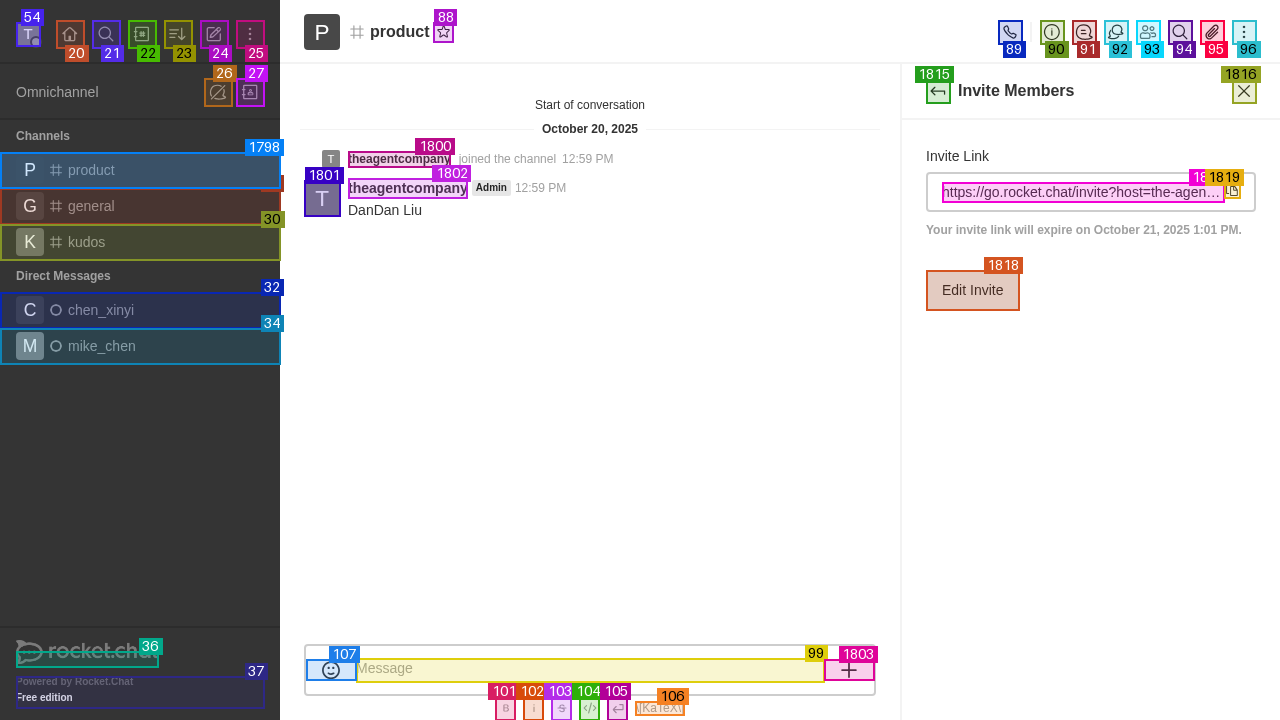 54
T
20
21
22
23
24
25
P
product
88
89
90
91
92
93
94
95
96
Omnichannel
26
27
Channels
P product
1798
G general
K kudos
30
Direct Messages
C chen_xinyi
32
M mike_chen
34
rocket.chat
36
Powered by Rocket.Chat
Free edition
37
Start of conversation
October 20, 2025
1800
T theagentcompany joined the channel 12:59 PM
1801
1802
T theagentcompany Admin 12:59 PM
DanDan Liu
107
Message
99
1803
101
102
103
104
105
106
B
i
S
</>
\[KaTeX\]
1815
Invite Members
1816
Invite Link
https://go.rocket.chat/invite?host=the-agen…
1819
Your invite link will expire on October 21, 2025 1:01 PM.
1818
Edit Invite